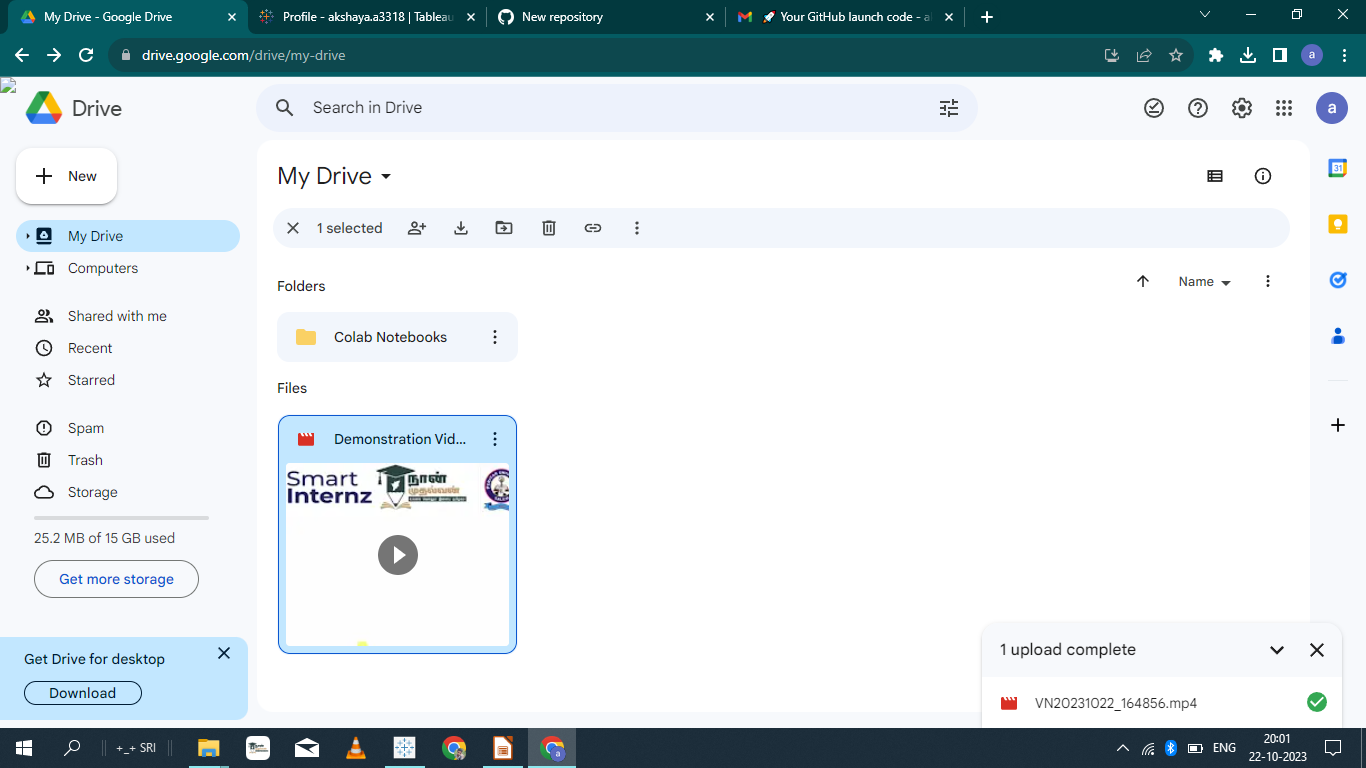 My Drive - Google Drive
Profile - akshaya.a3318 | Tableau
New repository
🚀 Your GitHub launch code - a
drive.google.com/drive/my-drive
a
Drive
Search in Drive
a
New
My Drive
Computers
Shared with me
Recent
Starred
Spam
Trash
Storage
25.2 MB of 15 GB used
Get more storage
Get Drive for desktop
Download
My Drive
1 selected
Folders
Name
Colab Notebooks
Files
Demonstration Vid...
Smart
Internz
நான்
முதல்வன்
31
1 upload complete
VN20231022_164856.mp4
+_+ SRI
a
ENG
20:01
22-10-2023